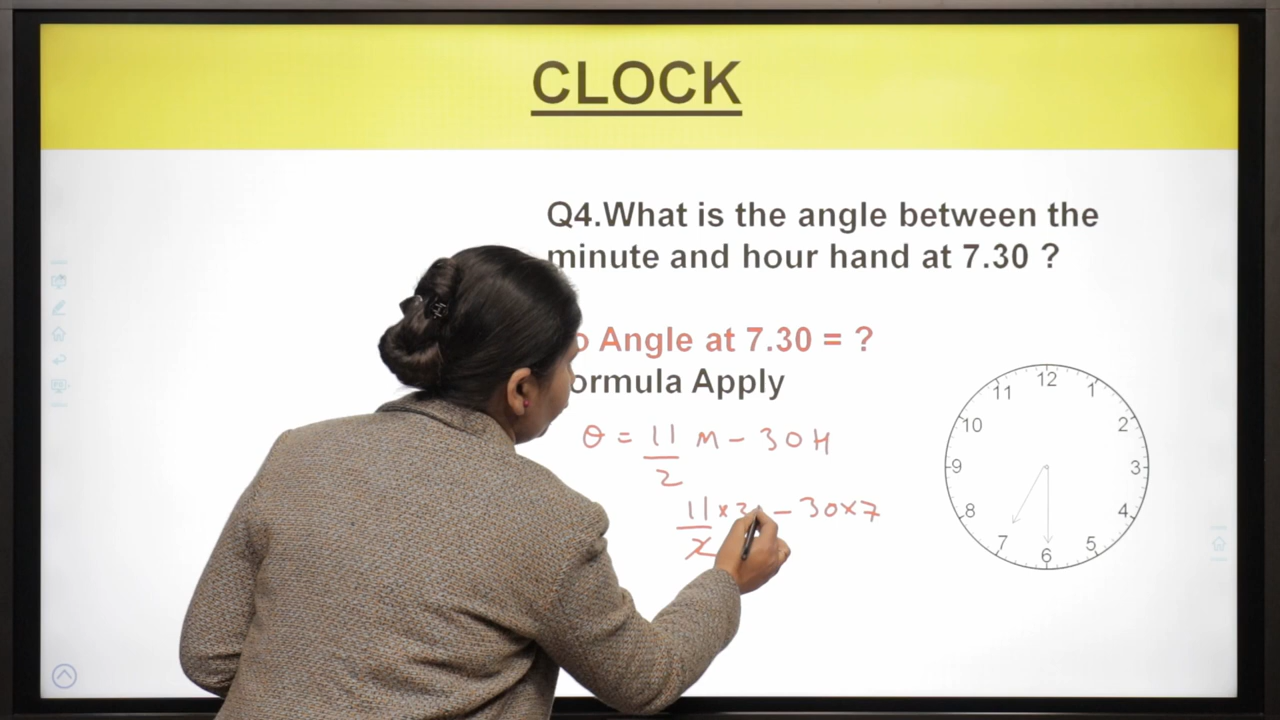 CLOCK
Q4.What is the angle between the
minute and hour hand at 7.30 ?
Angle at 7.30 = ?
Formula Apply
θ = 11/2 M - 30H
11/2 × - 30×7
12
11
1
10
2
9
3
8
4
7
5
6